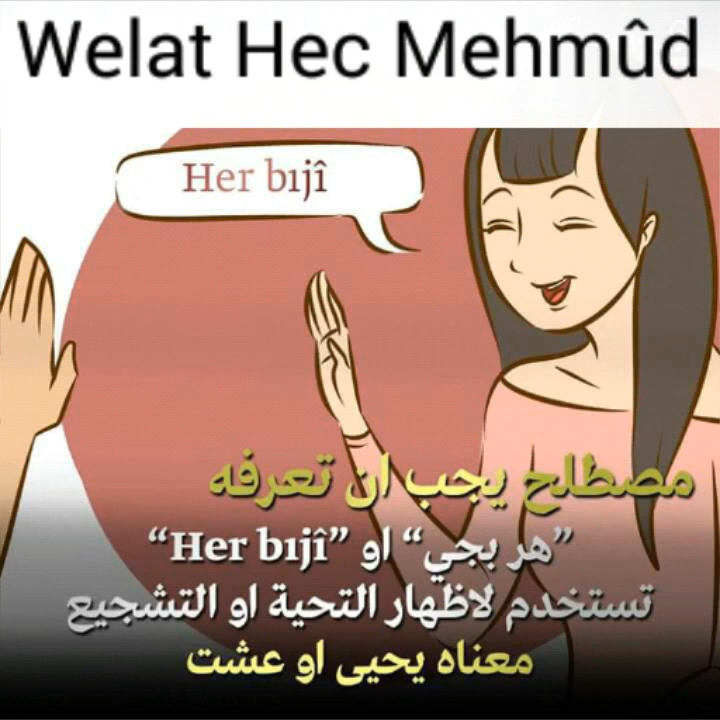 Welat Hec Mehmûd
Her bıjî
مصطلح يجب ان تعرفه
”هر بجي“ او ”Her bıjî“
تستخدم لاظهار التحية او التشجيع
معناه يحيى او عشت